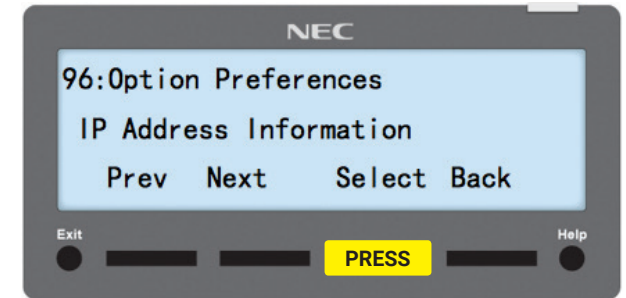 NEC
96:Option Preferences
IP Address Information
Prev Next Select Back
Exit Help
PRESS